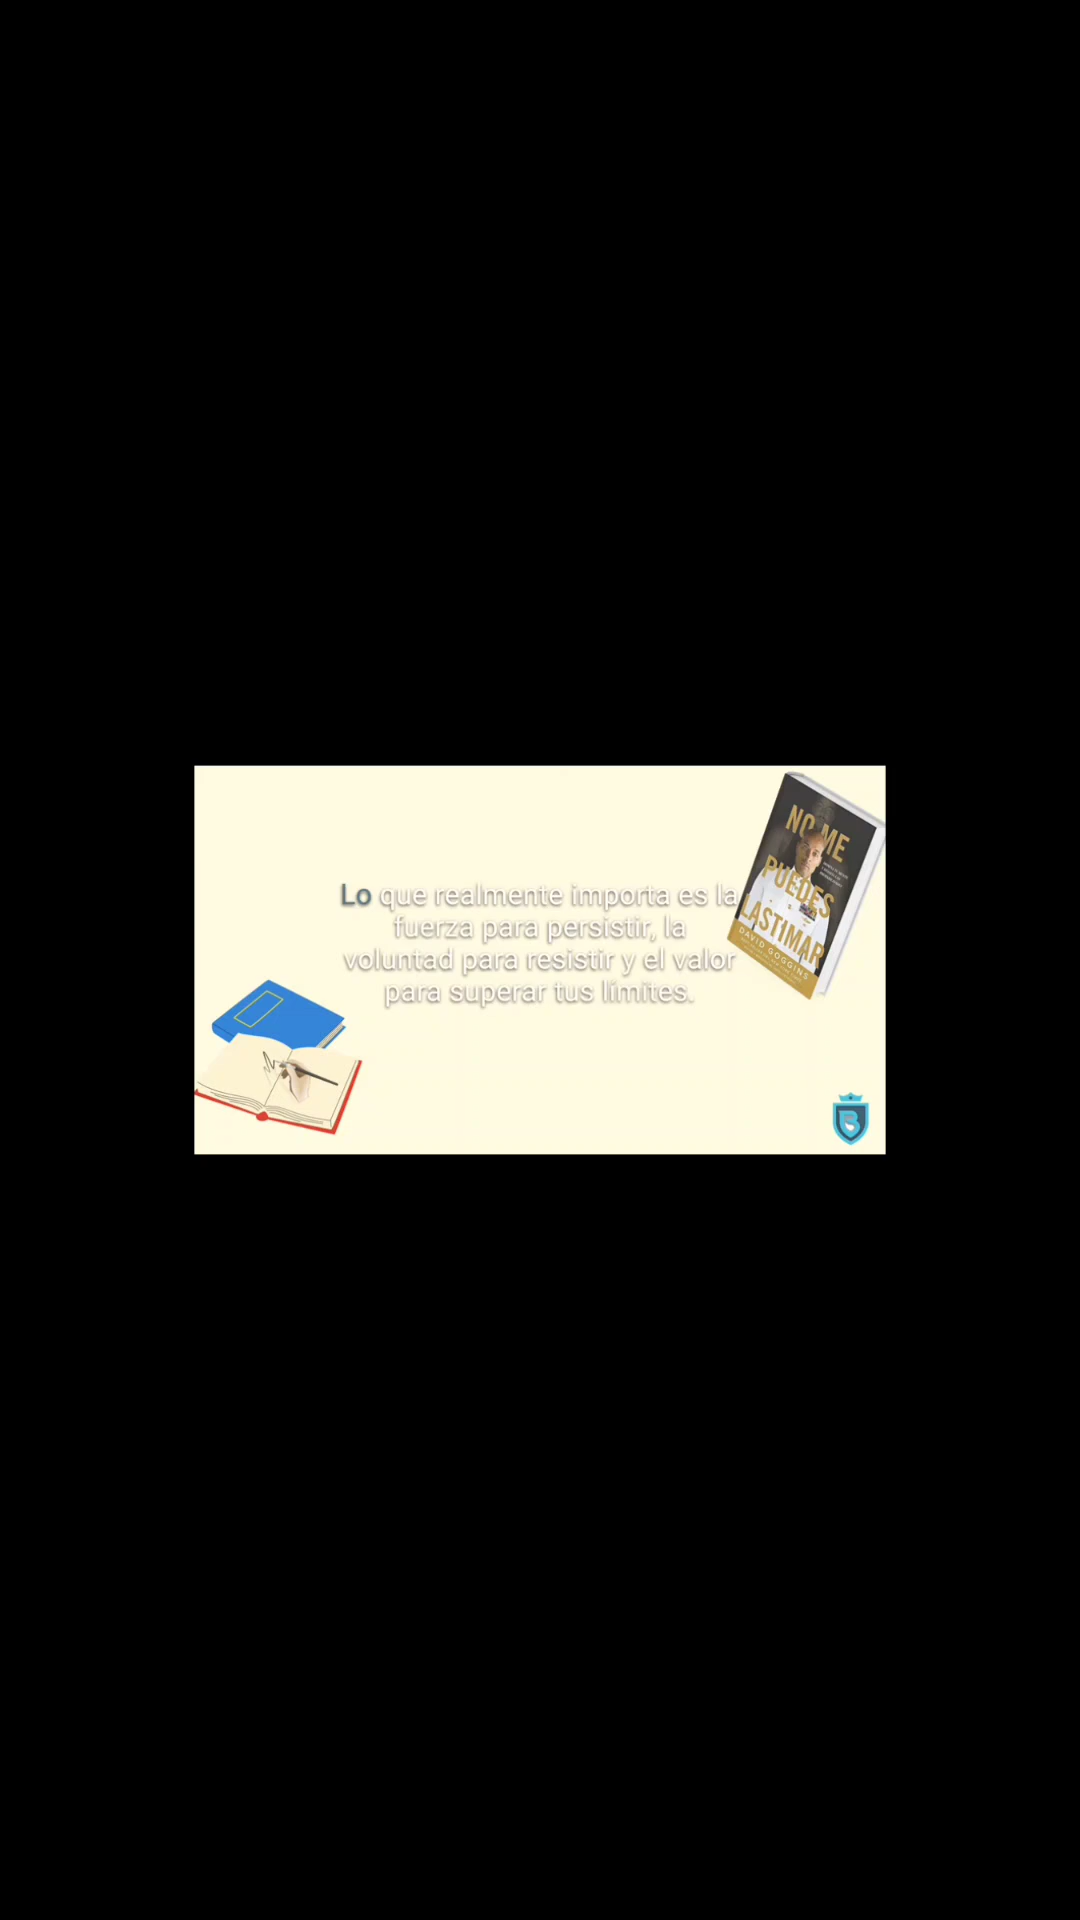 Lo que realmente importa es la
fuerza para persistir, la
voluntad para resistir y el valor
para superar tus límites.
NO ME
PUEDES
LASTIMAR
DAVID GOGGINS